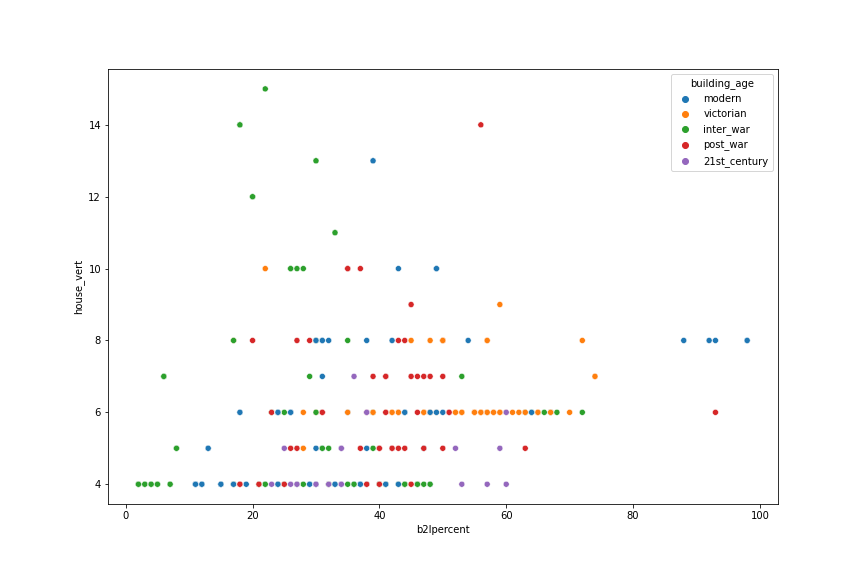 building_age
modern
victorian
inter_war
post_war
21st_century
14
12
10
8
6
4
house_vert
0 20 40 60 80 100
b2lpercent